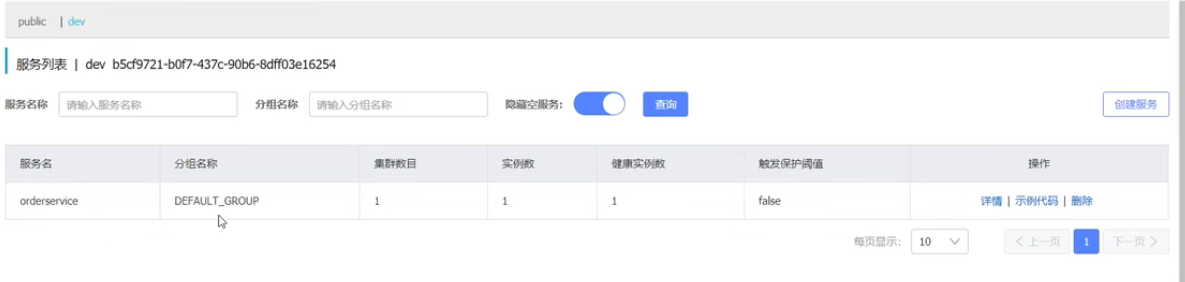 public | dev
服务列表 | dev b5cf9721-b0f7-437c-90b6-8dff03e16254
服务名称 请输入服务名称 分组名称 请输入分组名称 隐藏空服务: 查询 创建服务
服务名 分组名称 集群数目 实例数 健康实例数 触发保护阈值 操作
orderservice DEFAULT_GROUP 1 1 1 false 详情 | 示例代码 | 删除
每页显示: 10 < 上一页 1 下一页 >